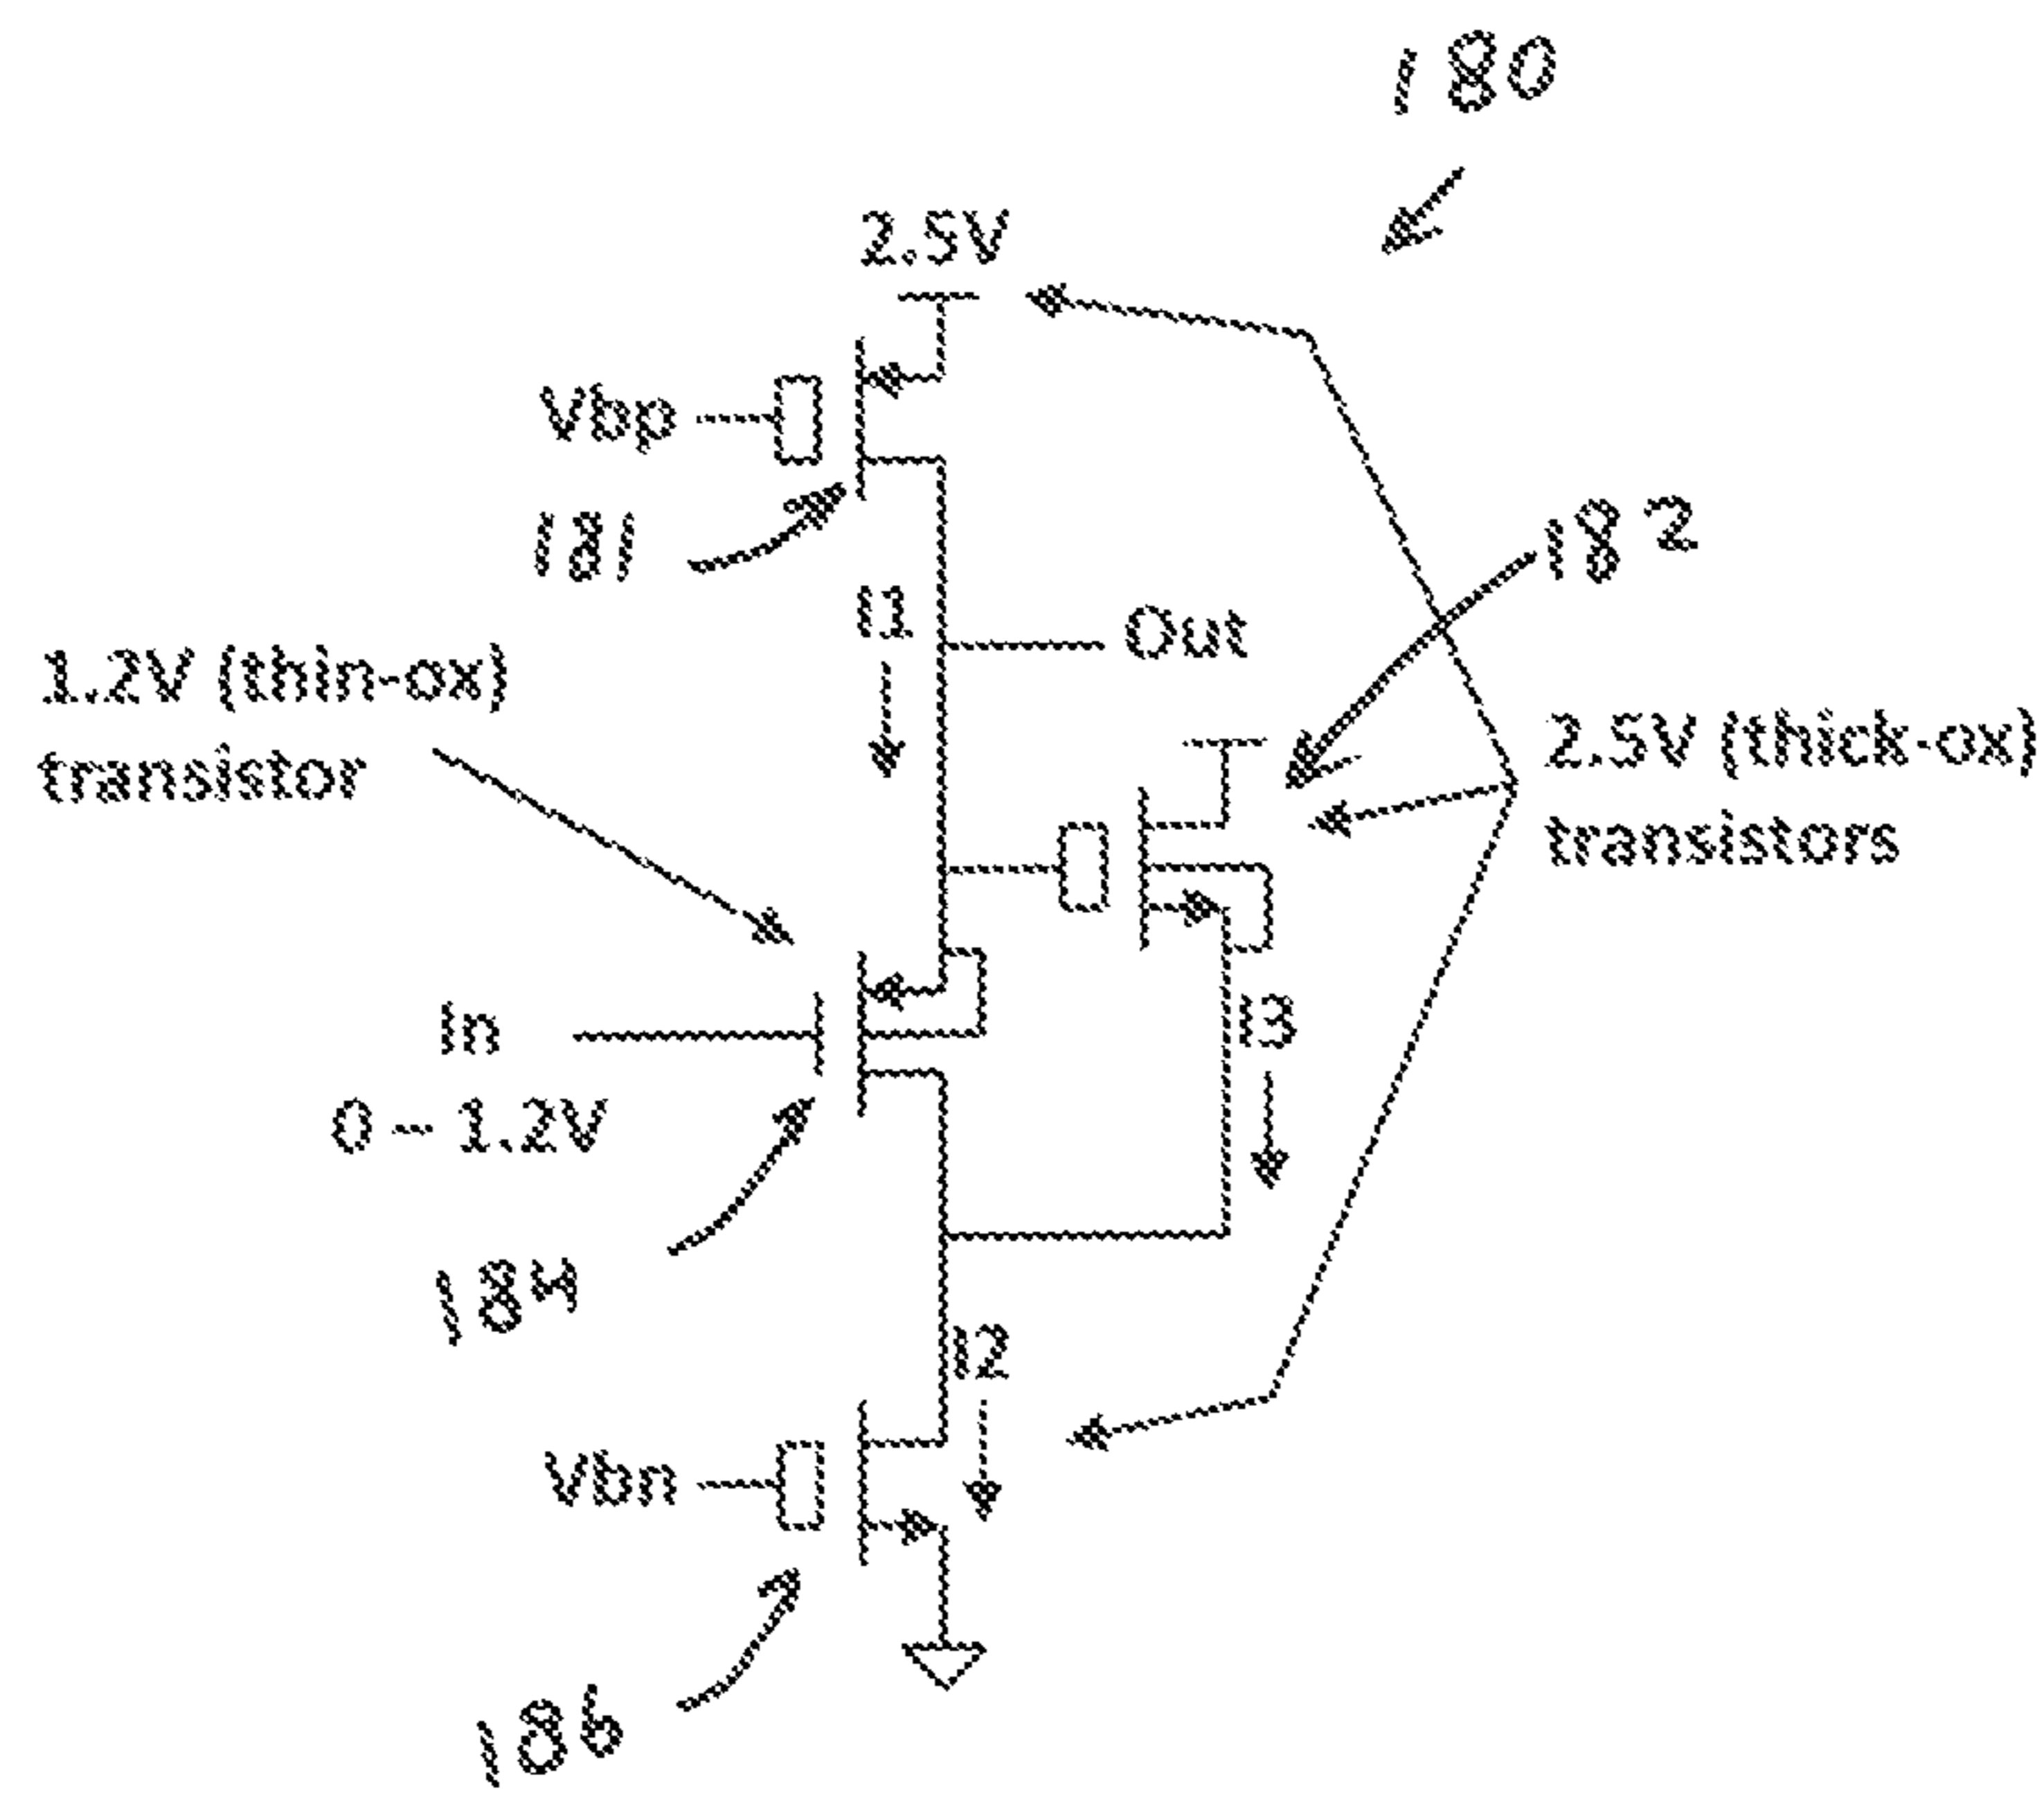 180
2.5V
Vbp
181
182
I1
Out
1.2V (thin-ox)
transistor
2.5V (thick-ox)
transistors
In
I3
0 – 1.2V
184
I2
Vbn
186